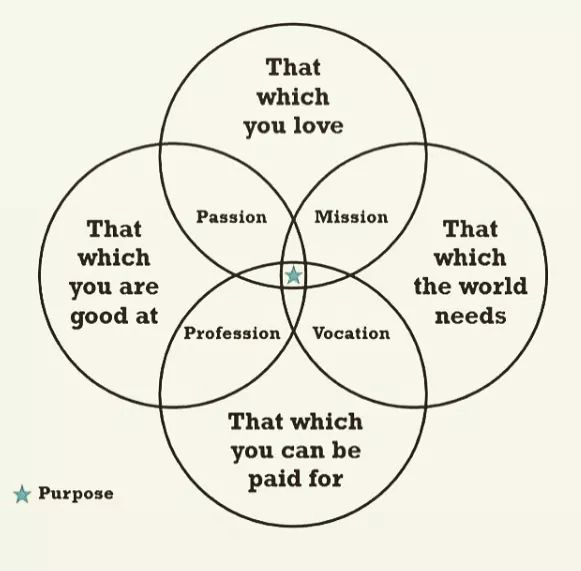 That
which
you love
Passion
Mission
That
which
you are
good at
That
which
the world
needs
Profession
Vocation
That which
you can be
paid for
Purpose